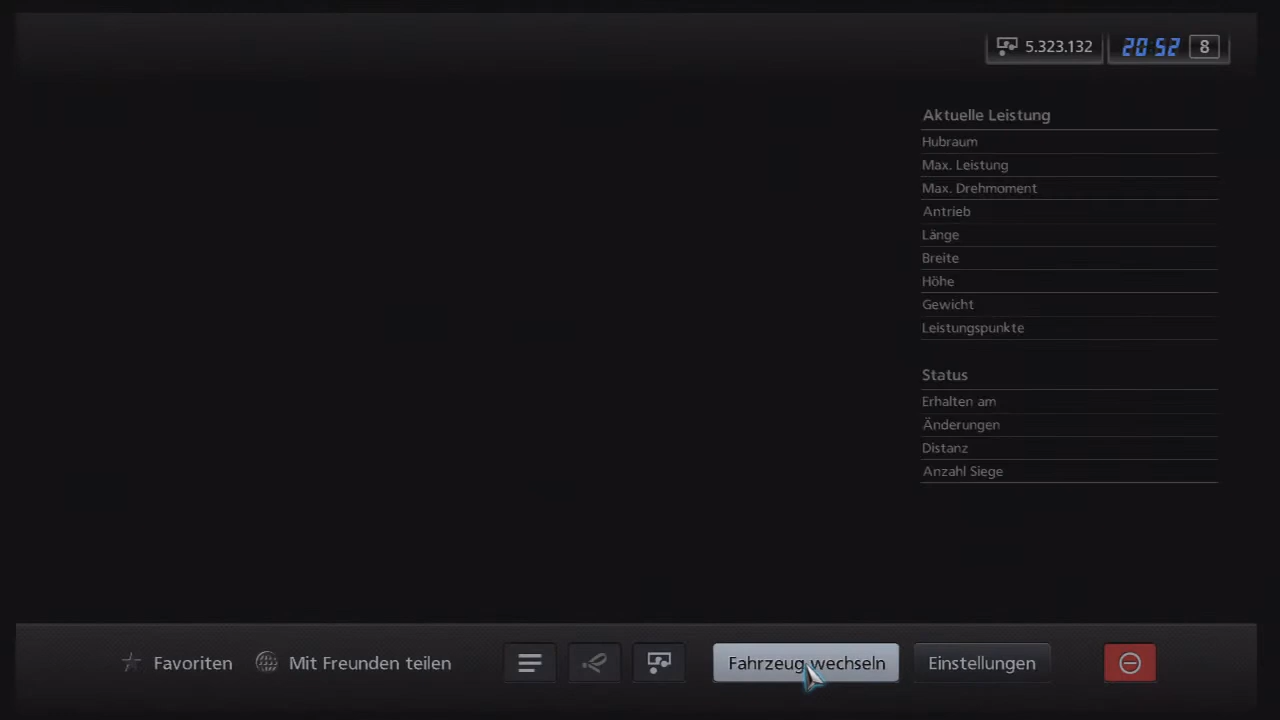 5.323.132
20:52 8
Aktuelle Leistung
Hubraum
Max. Leistung
Max. Drehmoment
Antrieb
Länge
Breite
Höhe
Gewicht
Leistungspunkte
Status
Erhalten am
Änderungen
Distanz
Anzahl Siege
Favoriten Mit Freunden teilen Fahrzeug wechseln Einstellungen